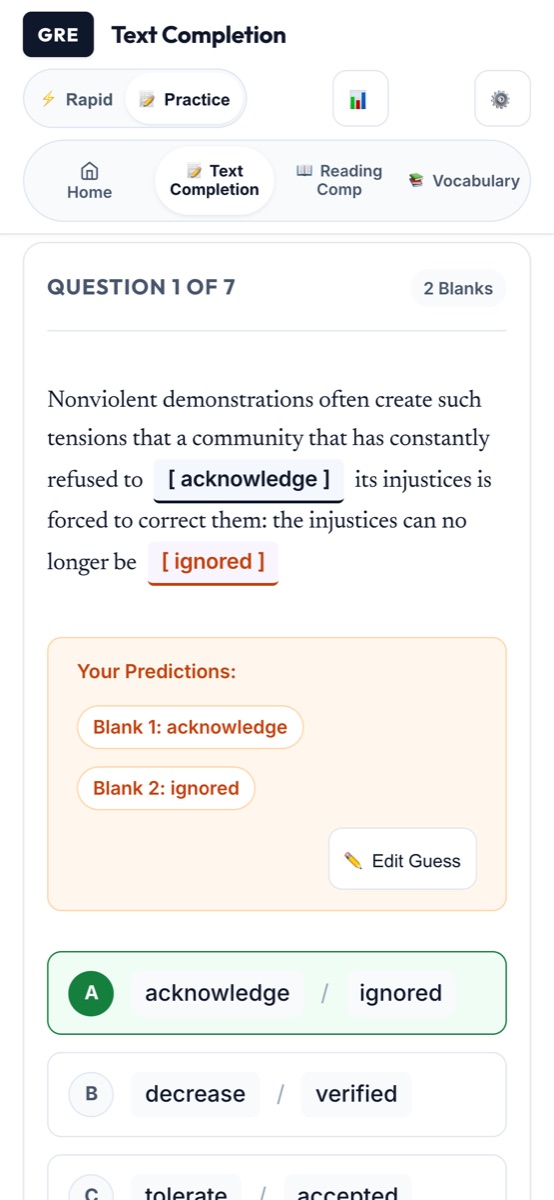 GRE Text Completion
⚡ Rapid 📝 Practice
Home
📝 Text Completion
📖 Reading Comp
📚 Vocabulary
QUESTION 1 OF 7
2 Blanks
Nonviolent demonstrations often create such
tensions that a community that has constantly
refused to [ acknowledge ] its injustices is
forced to correct them: the injustices can no
longer be [ ignored ]
Your Predictions:
Blank 1: acknowledge
Blank 2: ignored
✏️ Edit Guess
A acknowledge / ignored
B decrease / verified
C tolerate / accepted